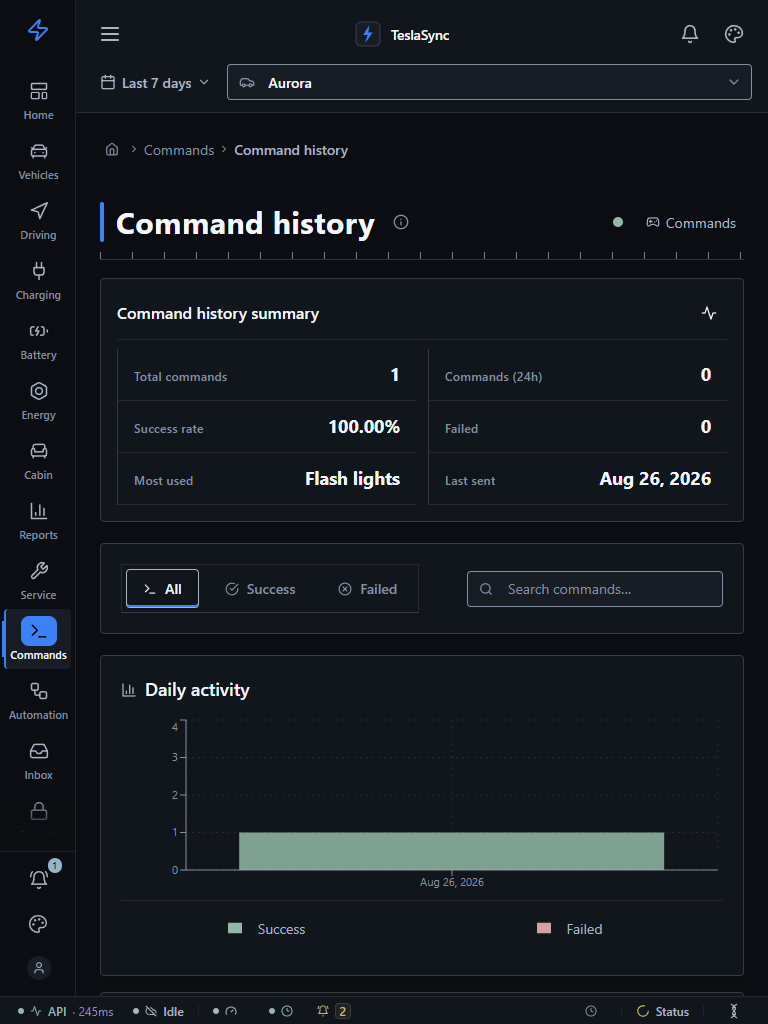 TeslaSync
Last 7 days
Aurora
Home
Vehicles
Driving
Charging
Battery
Energy
Cabin
Reports
Service
Commands
Automation
Inbox
1
Commands
Command history
Command history
Commands
Command history summary
Total commands 1
Commands (24h) 0
Success rate 100.00%
Failed 0
Most used Flash lights
Last sent Aug 26, 2026
All
Success
Failed
Search commands...
Daily activity
4
3
2
1
0
Aug 26, 2026
Success
Failed
API · 245ms
Idle
2
Status